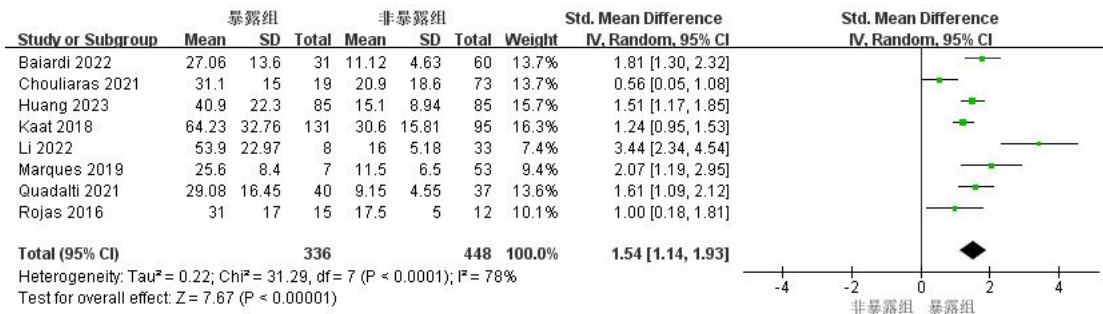 暴露组 非暴露组 Std. Mean Difference Std. Mean Difference
Study or Subgroup Mean SD Total Mean SD Total Weight IV, Random, 95% CI IV, Random, 95% CI
Baiardi 2022 27.06 13.6 31 11.12 4.63 60 13.7% 1.81 [1.30, 2.32]
Chouliaras 2021 31.1 15 19 20.9 18.6 73 13.7% 0.56 [0.05, 1.08]
Huang 2023 40.9 22.3 85 15.1 8.94 85 15.7% 1.51 [1.17, 1.85]
Kaat 2018 64.23 32.76 131 30.6 15.81 95 16.3% 1.24 [0.95, 1.53]
Li 2022 53.9 22.97 8 16 5.18 33 7.4% 3.44 [2.34, 4.54]
Marques 2019 25.6 8.4 7 11.5 6.5 53 9.4% 2.07 [1.19, 2.95]
Quadalti 2021 29.08 16.45 40 9.15 4.55 37 13.6% 1.61 [1.09, 2.12]
Rojas 2016 31 17 15 17.5 5 12 10.1% 1.00 [0.18, 1.81]
Total (95% CI) 336 448 100.0% 1.54 [1.14, 1.93]
Heterogeneity: Tau² = 0.22; Chi² = 31.29, df = 7 (P < 0.0001); I² = 78%
Test for overall effect: Z = 7.67 (P < 0.00001)
-4 -2 0 2 4
非暴露组 暴露组